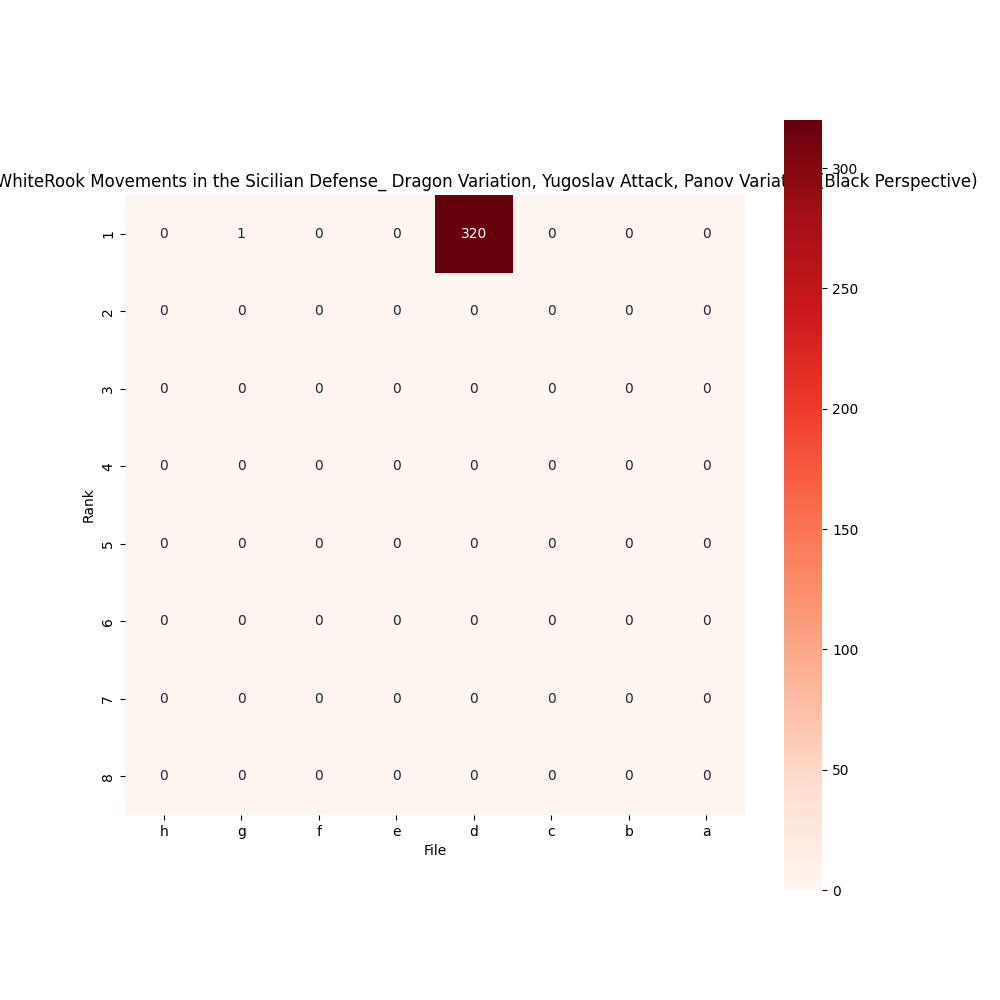 WhiteRook Movements in the Sicilian Defense_ Dragon Variation, Yugoslav Attack, Panov (Black Perspective)
1 0 1 0 0 320 0 0 0
2 0 0 0 0 0 0 0 0
3 0 0 0 0 0 0 0 0
4 0 0 0 0 0 0 0 0
5 0 0 0 0 0 0 0 0
6 0 0 0 0 0 0 0 0
7 0 0 0 0 0 0 0 0
8 0 0 0 0 0 0 0 0
Rank
h g f e d c b a
File
300
250
200
150
100
50
0